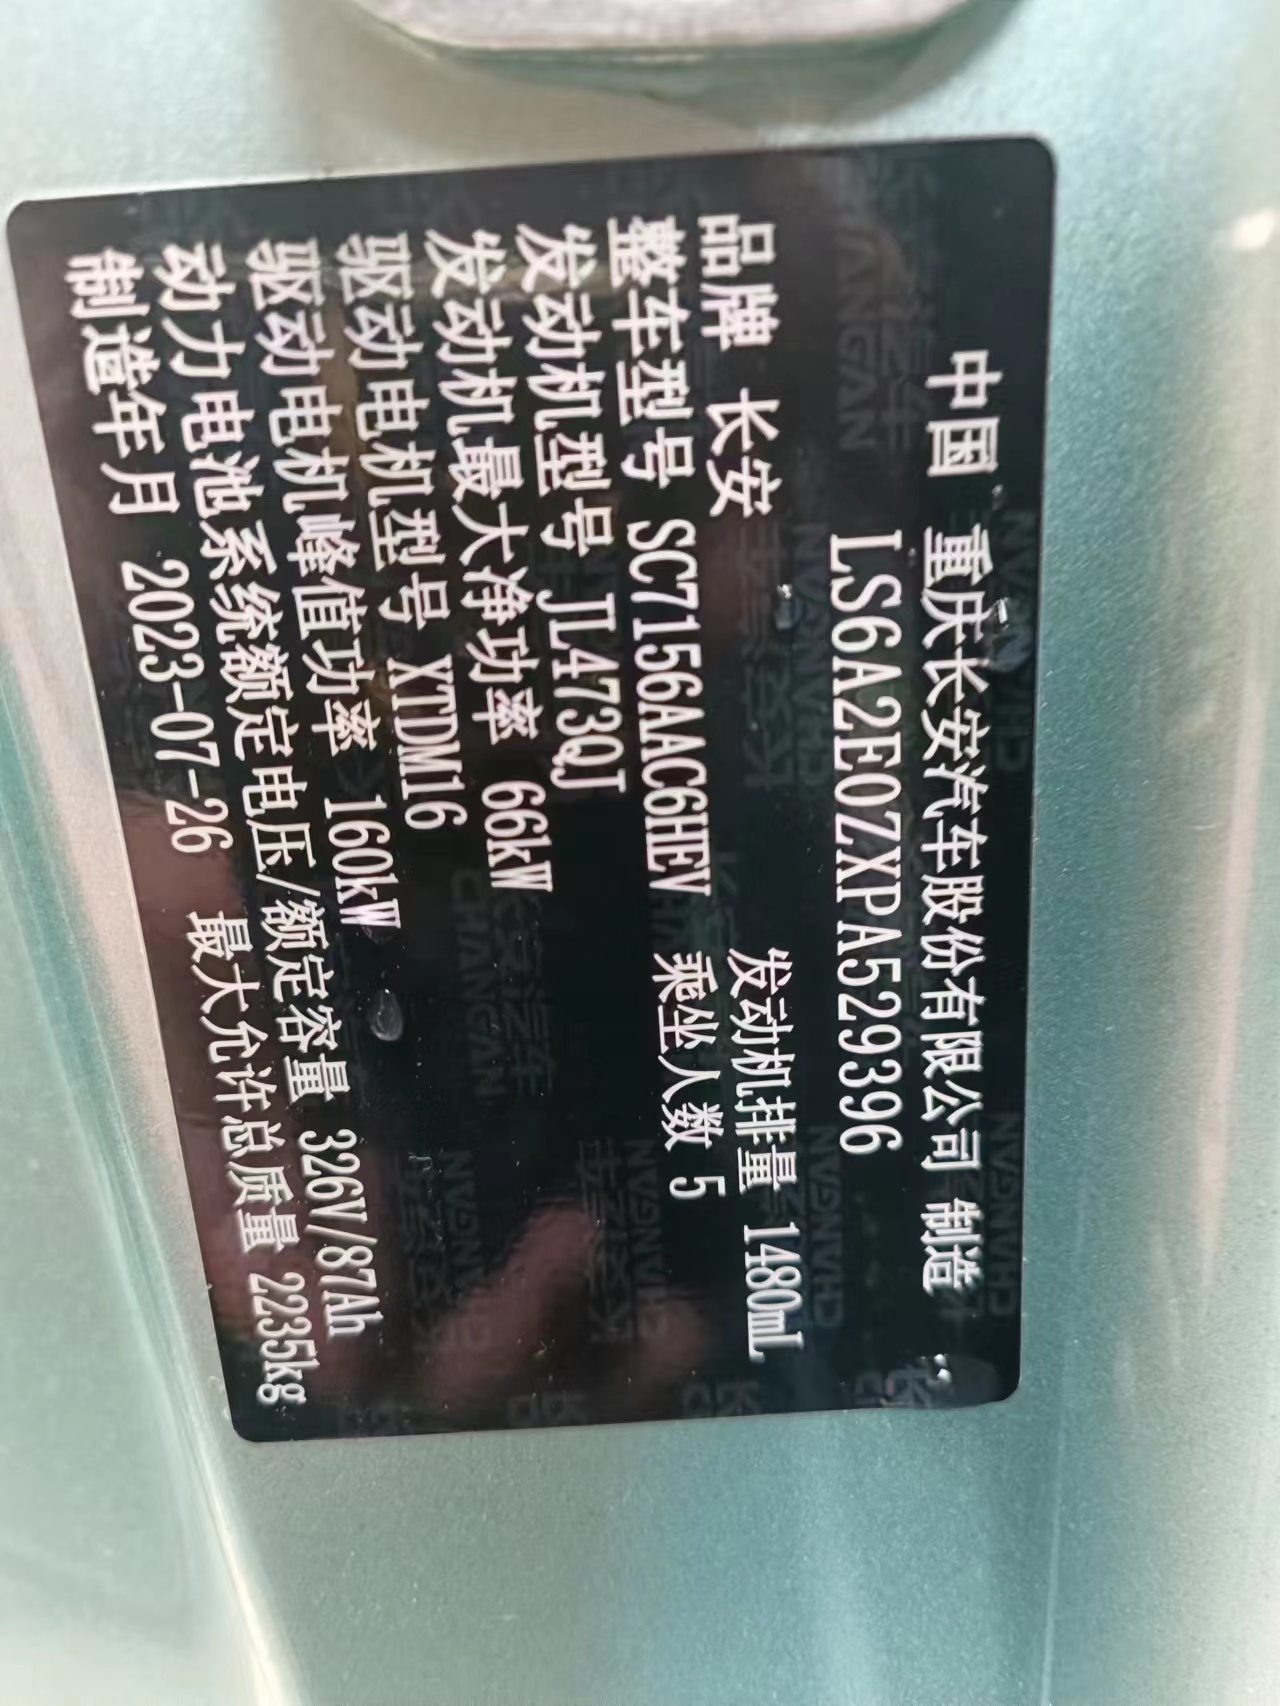 中国 重庆长安汽车股份有限公司 制造
LS6A2E0ZXPA529396
品牌 长安 发动机排量 1480mL
整车型号 SC7156AAC6HEV 乘坐人数 5
发动机型号 JL473QJ
发动机最大净功率 66kW
驱动电机型号 XTDM16
驱动电机峰值功率 160kW
动力电池系统额定电压/额定容量 326V/87Ah
制造年月 2023-07-26 最大允许总质量 2235kg